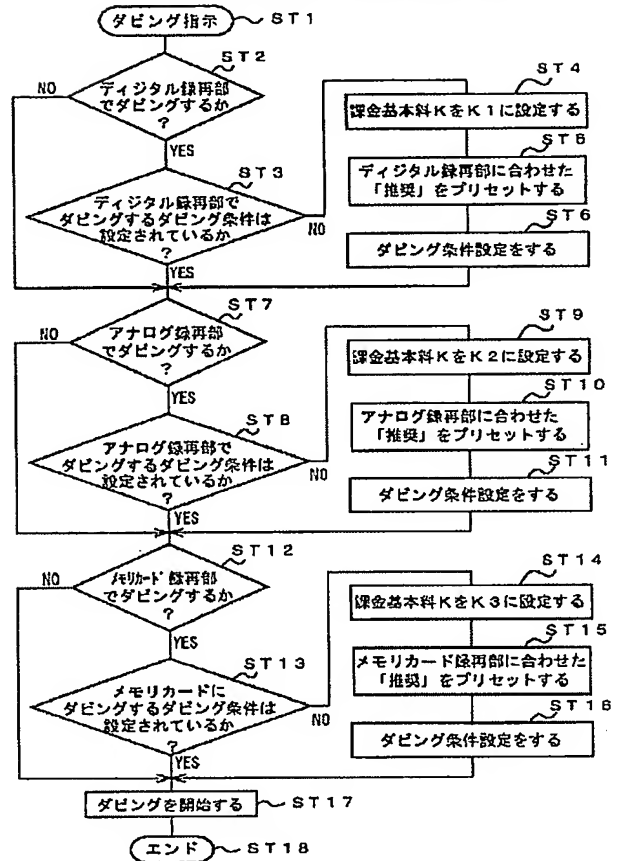 ダビング指示
ST1
ST2
ディジタル録再部
でダビングするか
?
NO
YES
ST3
ディジタル録再部で
ダビングするダビング条件は
設定されているか
?
NO
YES
ST4
課金基本料KをK1に設定する
ST5
ディジタル録再部に合わせた
「推奨」をプリセットする
ST6
ダビング条件設定をする
ST7
アナログ録再部
でダビングするか
?
NO
YES
ST8
アナログ録再部で
ダビングするダビング条件は
設定されているか
?
NO
YES
ST9
課金基本料KをK2に設定する
ST10
アナログ録再部に合わせた
「推奨」をプリセットする
ST11
ダビング条件設定をする
ST12
メモリカード録再部
でダビングするか
?
NO
YES
ST13
メモリカードに
ダビングするダビング条件は
設定されているか
?
NO
YES
ST14
課金基本料KをK3に設定する
ST15
メモリカード録再部に合わせた
「推奨」をプリセットする
ST16
ダビング条件設定をする
ダビングを開始する
ST17
エンド
ST18